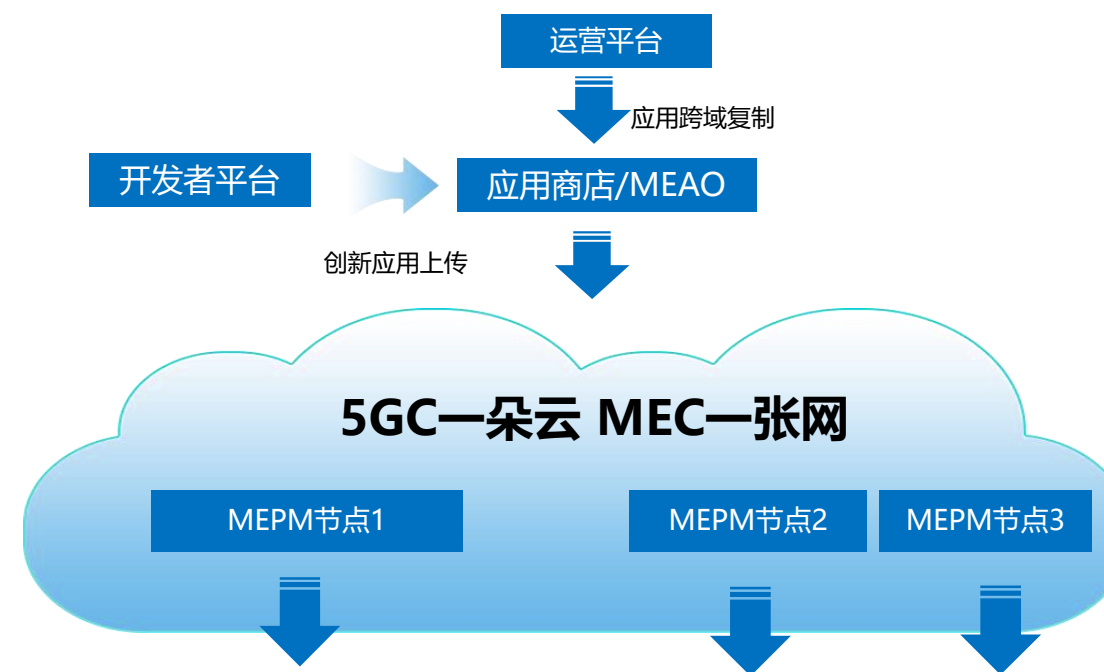 运营平台
应用跨域复制
开发者平台
应用商店/MEAO
创新应用上传
5GC一朵云 MEC一张网
MEPM节点1
MEPM节点2
MEPM节点3